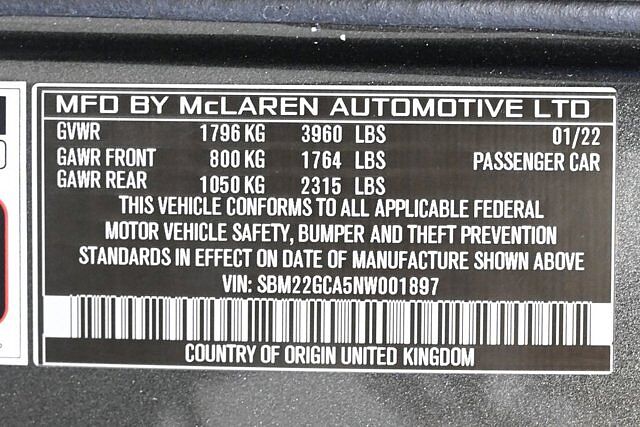 MFD BY McLAREN AUTOMOTIVE LTD
GVWR 1796 KG 3960 LBS 01/22
GAWR FRONT 800 KG 1764 LBS PASSENGER CAR
GAWR REAR 1050 KG 2315 LBS
THIS VEHICLE CONFORMS TO ALL APPLICABLE FEDERAL
MOTOR VEHICLE SAFETY, BUMPER AND THEFT PREVENTION
STANDARDS IN EFFECT ON DATE OF MANUFACTURE SHOWN ABOVE
VIN: SBM22GCA5NW001897
COUNTRY OF ORIGIN UNITED KINGDOM